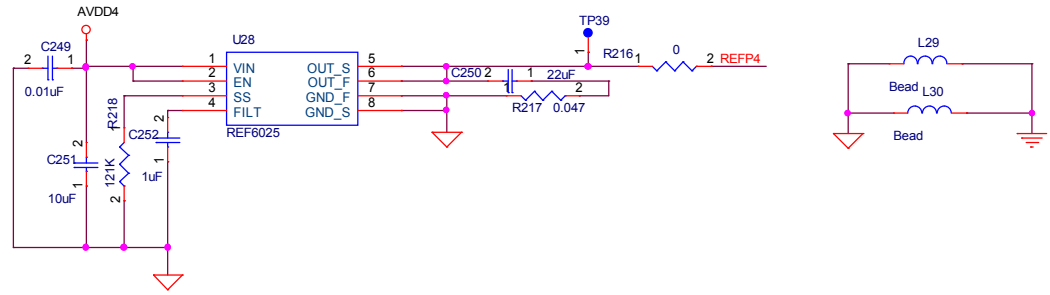 AVDD4
C249
2
1
0.01uF
U28
1
VIN
2
EN
3
SS
4
FILT
OUT_S
5
OUT_F
6
GND_F
7
GND_S
8
REF6025
R218
1
121K
2
C252
2
1
1uF
C251
2
1
10uF
TP39
1
R216
1
0
2
REFP4
C250
2
1
22uF
1
R217
2
0.047
L29
Bead
L30
Bead